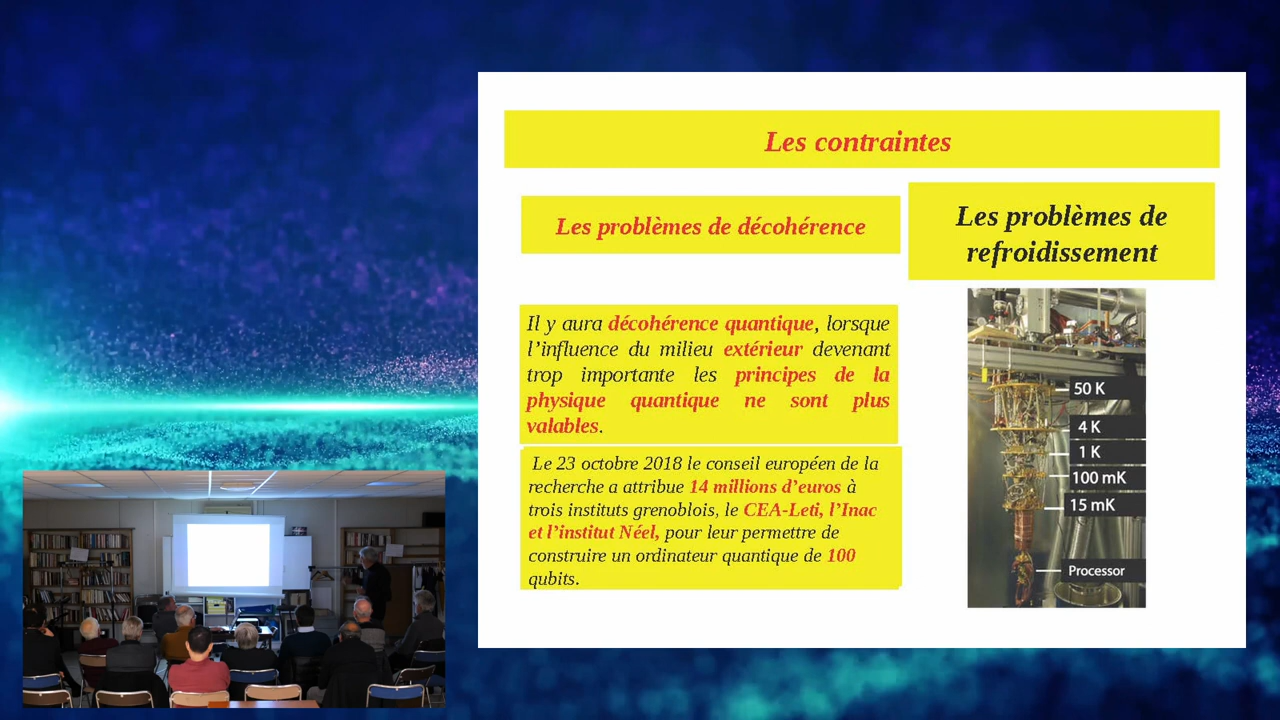 Les contraintes
Les problèmes de décohérence
Les problèmes de
refroidissement
Il y aura décohérence quantique, lorsque
l’influence du milieu extérieur devenant
trop importante les principes de la
physique quantique ne sont plus
valables.
Le 23 octobre 2018 le conseil européen de la
recherche a attribue 14 millions d’euros à
trois instituts grenoblois, le CEA-Leti, l’Inac
et l’institut Néel, pour leur permettre de
construire un ordinateur quantique de 100
qubits.
50 K
4 K
1 K
100 mK
15 mK
Processor